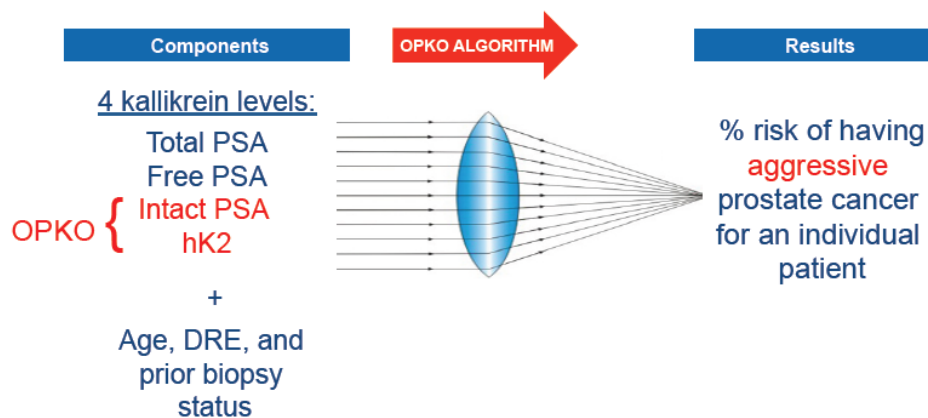 Components
OPKO ALGORITHM
Results
4 kallikrein levels:
Total PSA
Free PSA
OPKO { Intact PSA
hK2
+
Age, DRE, and
prior biopsy
status
% risk of having
aggressive
prostate cancer
for an individual
patient